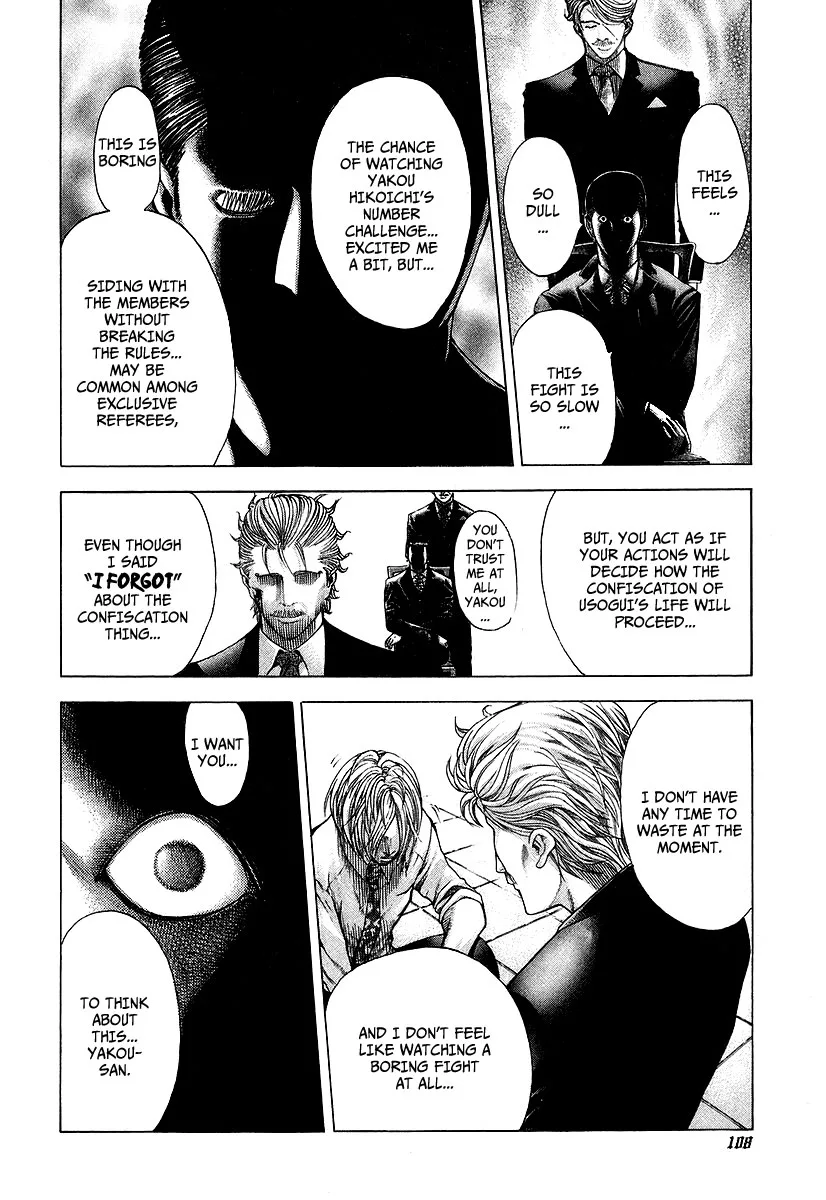 THIS
FEELS
...
SO
DULL
...
THIS
FIGHT IS
SO SLOW
...
THE CHANCE
OF WATCHING
YAKOU
HIKOICHI'S
NUMBER
CHALLENGE...
EXCITED ME
A BIT, BUT...
THIS IS
BORING
SIDING WITH
THE MEMBERS
WITHOUT
BREAKING
THE RULES...
MAY BE
COMMON AMONG
EXCLUSIVE
REFEREES,
BUT, YOU ACT AS IF
YOUR ACTIONS WILL
DECIDE HOW THE
CONFISCATION OF
USOGUI'S LIFE WILL
PROCEED...
YOU
DON'T
TRUST
ME AT
ALL,
YAKOU
...
EVEN THOUGH
I SAID
"I FORGOT"
ABOUT THE
CONFISCATION
THING...
I DON'T HAVE
ANY TIME TO
WASTE AT THE
MOMENT.
AND I DON'T FEEL
LIKE WATCHING A
BORING FIGHT
AT ALL...
I WANT
YOU...
TO THINK
ABOUT
THIS...
YAKOU-
SAN.
108